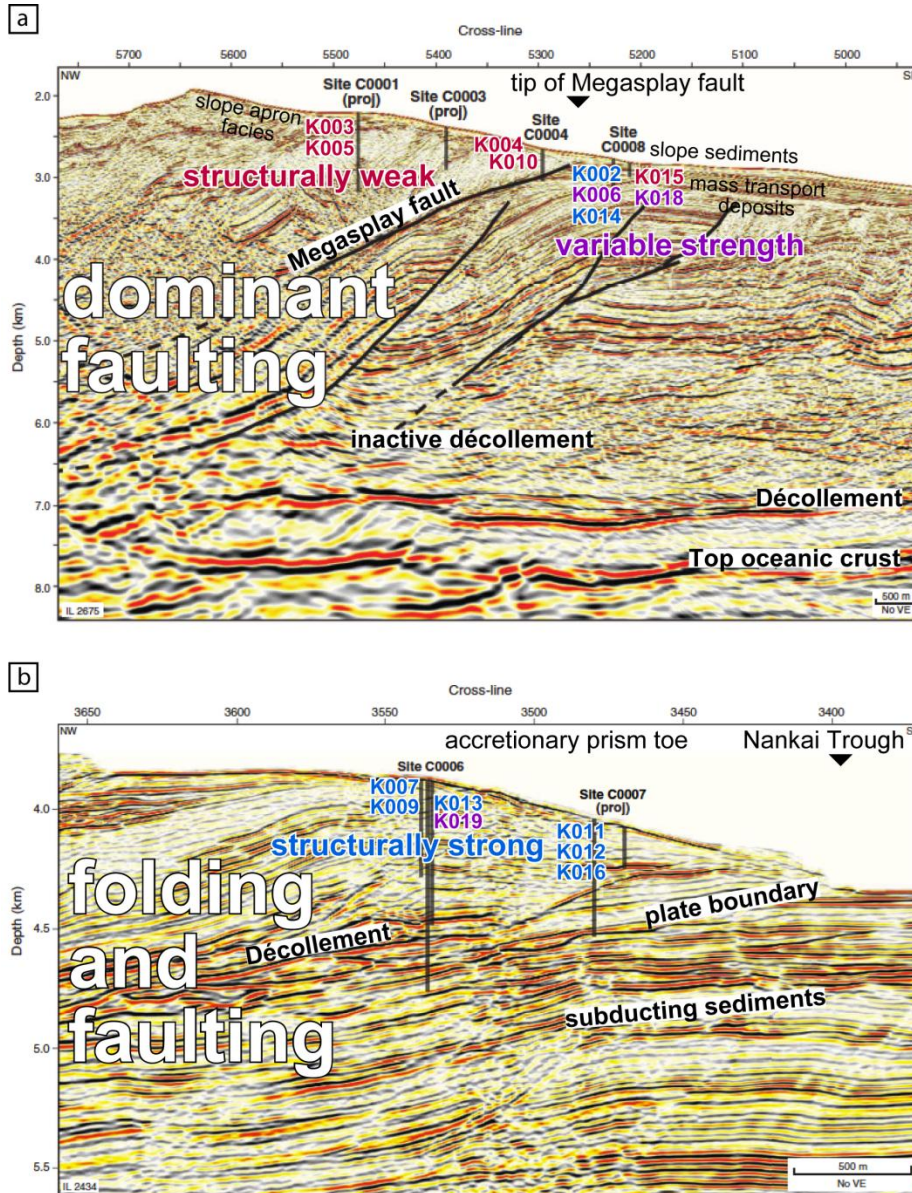 a
Cross-line
5700 5600 5500 5400 5300 5200 5100 5000
NW
tip of Megasplay fault
S
Depth (km)
2.0
3.0
4.0
5.0
6.0
7.0
8.0
Site C0001
(proj)
Site C0003
(proj)
Site
C0004
Site
C0008
slope apron
facies
K003
K005
K004
K010
slope sediments
K002
K006
K014
K015
K018
mass transport
deposits
structurally weak
Megasplay fault
variable strength
dominant
faulting
inactive décollement
Décollement
Top oceanic crust
IL 2675
500 m
No VE
b
Cross-line
3650 3600 3550 3500 3450 3400
NW
accretionary prism toe
Nankai Trough
S
Depth (km)
4.0
4.5
5.0
5.5
Site C0006
Site C0007
(proj)
K007
K009
K013
K019
K011
K012
K016
structurally strong
folding
and
faulting
Décollement
plate boundary
subducting sediments
IL 2434
500 m
No VE